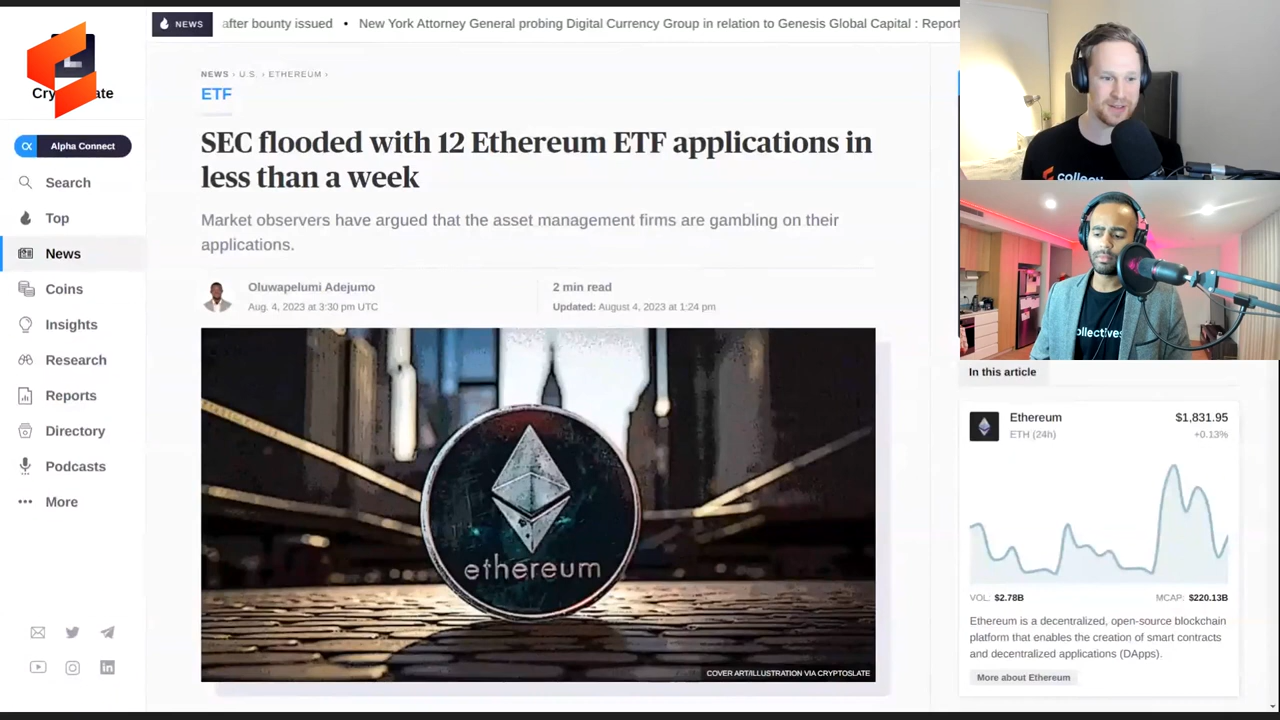 NEWS
after bounty issued • New York Attorney General probing Digital Currency Group in relation to Genesis Global Capital : Report
Alpha Connect
Search
Top
News
Coins
Insights
Research
Reports
Directory
Podcasts
More
NEWS › U.S. › ETHEREUM ›
ETF
SEC flooded with 12 Ethereum ETF applications in
less than a week
Market observers have argued that the asset management firms are gambling on their
applications.
Oluwapelumi Adejumo
Aug. 4, 2023 at 3:30 pm UTC
2 min read
Updated: August 4, 2023 at 1:24 pm
ethereum
COVER ART/ILLUSTRATION VIA CRYPTOSLATE
collectives
In this article
Ethereum
$1,831.95
ETH (24h)
+0.13%
VOL: $2.78B
MCAP: $220.13B
Ethereum is a decentralized, open-source blockchain
platform that enables the creation of smart contracts
and decentralized applications (DApps).
More about Ethereum